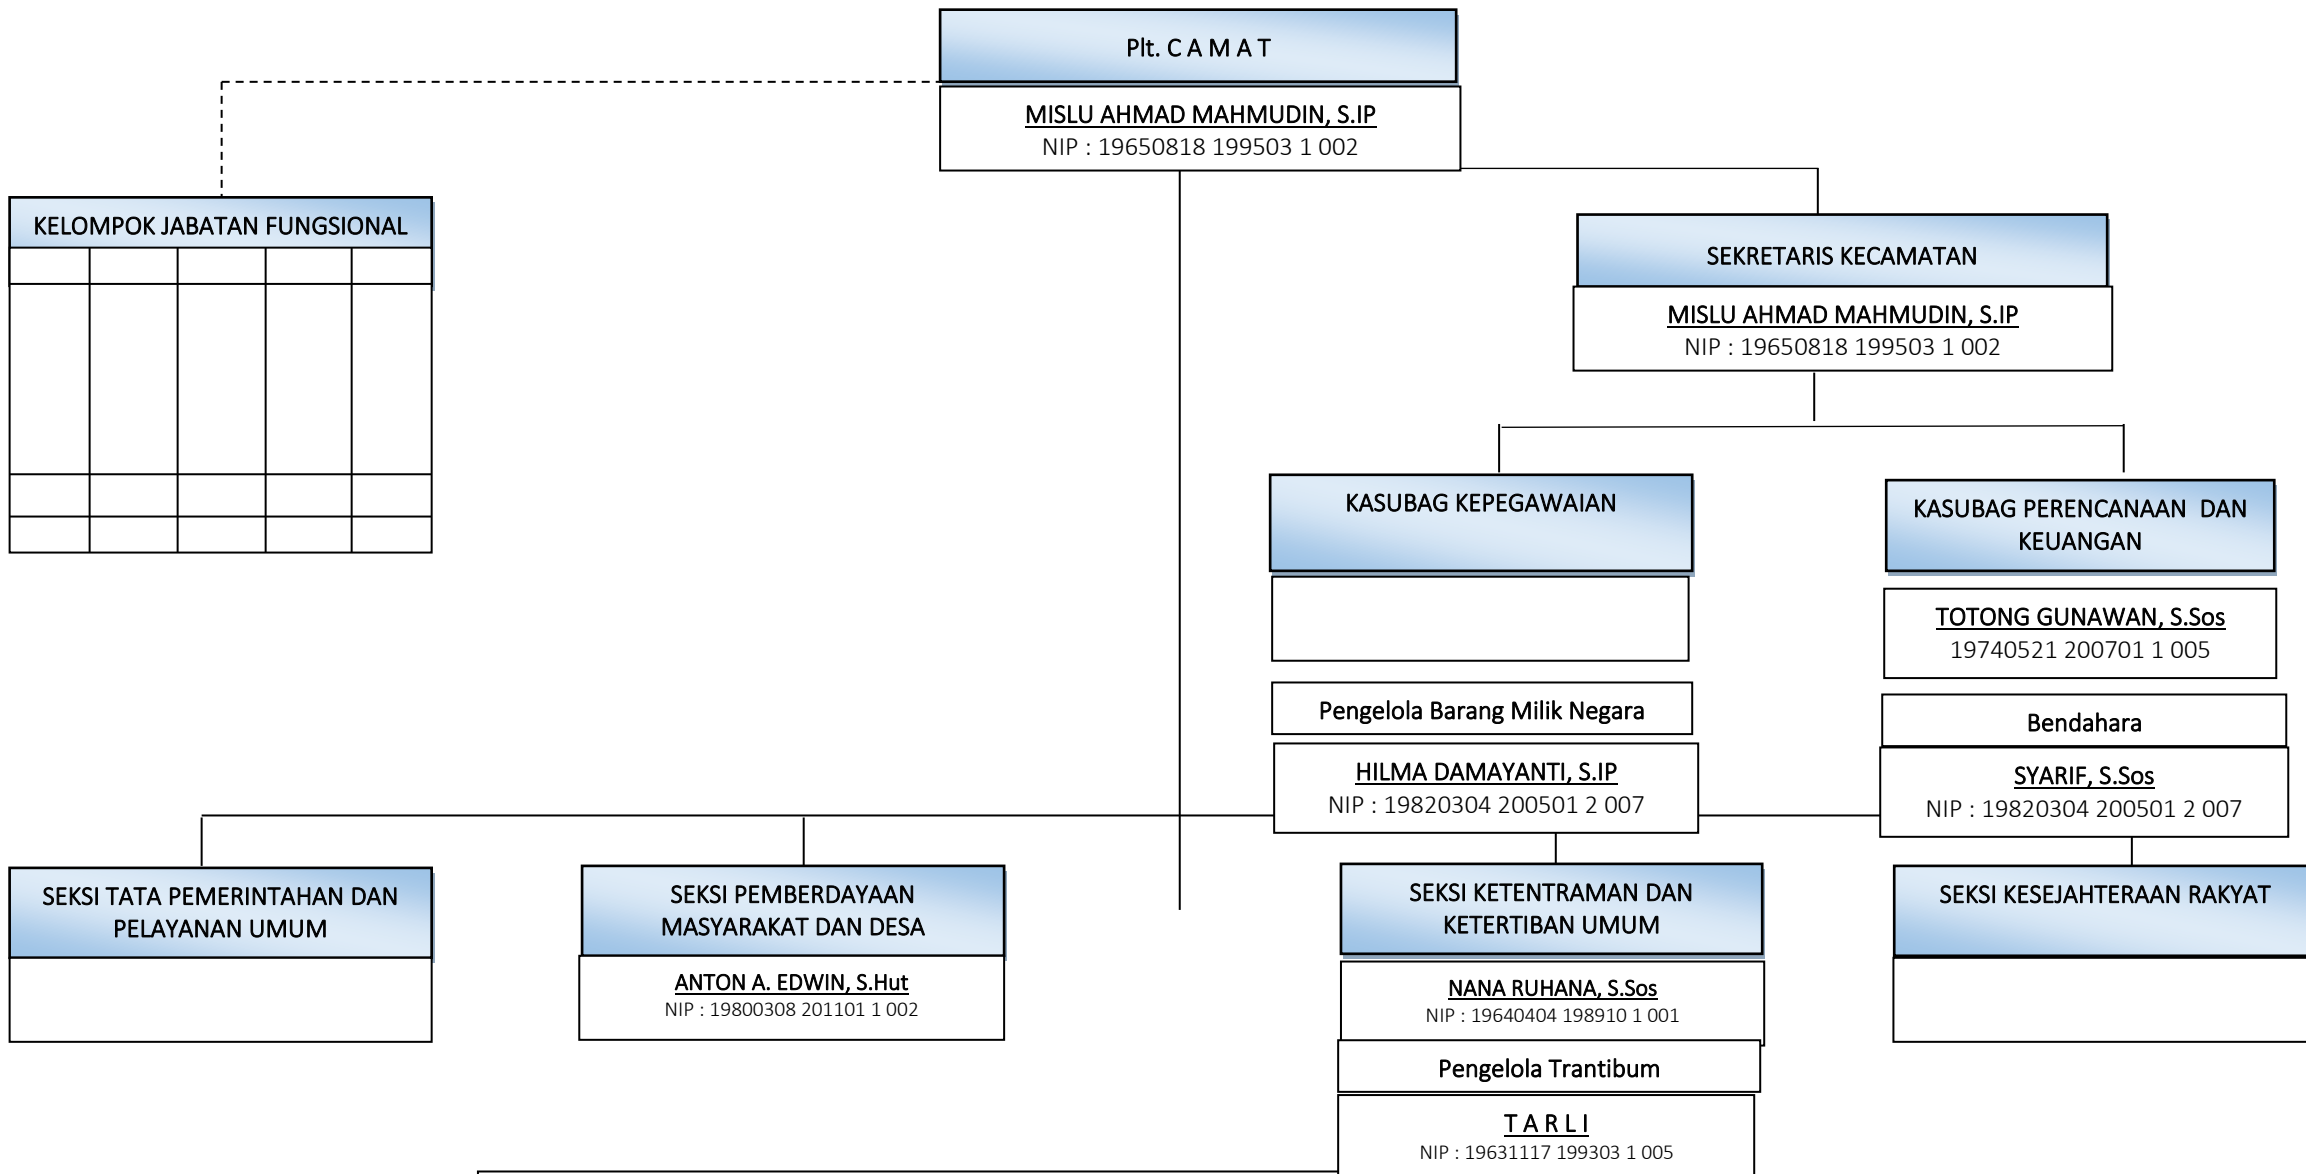 Plt. C A M A T
MISLU AHMAD MAHMUDIN, S.IP
NIP : 19650818 199503 1 002
KELOMPOK JABATAN FUNGSIONAL
SEKRETARIS KECAMATAN
MISLU AHMAD MAHMUDIN, S.IP
NIP : 19650818 199503 1 002
KASUBAG KEPEGAWAIAN
KASUBAG PERENCANAAN DAN
KEUANGAN
TOTONG GUNAWAN, S.Sos
19740521 200701 1 005
Pengelola Barang Milik Negara
HILMA DAMAYANTI, S.IP
NIP : 19820304 200501 2 007
Bendahara
SYARIF, S.Sos
NIP : 19820304 200501 2 007
SEKSI TATA PEMERINTAHAN DAN
PELAYANAN UMUM
SEKSI PEMBERDAYAAN
MASYARAKAT DAN DESA
ANTON A. EDWIN, S.Hut
NIP : 19800308 201101 1 002
SEKSI KETENTRAMAN DAN
KETERTIBAN UMUM
NANA RUHANA, S.Sos
NIP : 19640404 198910 1 001
Pengelola Trantibum
T A R L I
NIP : 19631117 199303 1 005
SEKSI KESEJAHTERAAN RAKYAT